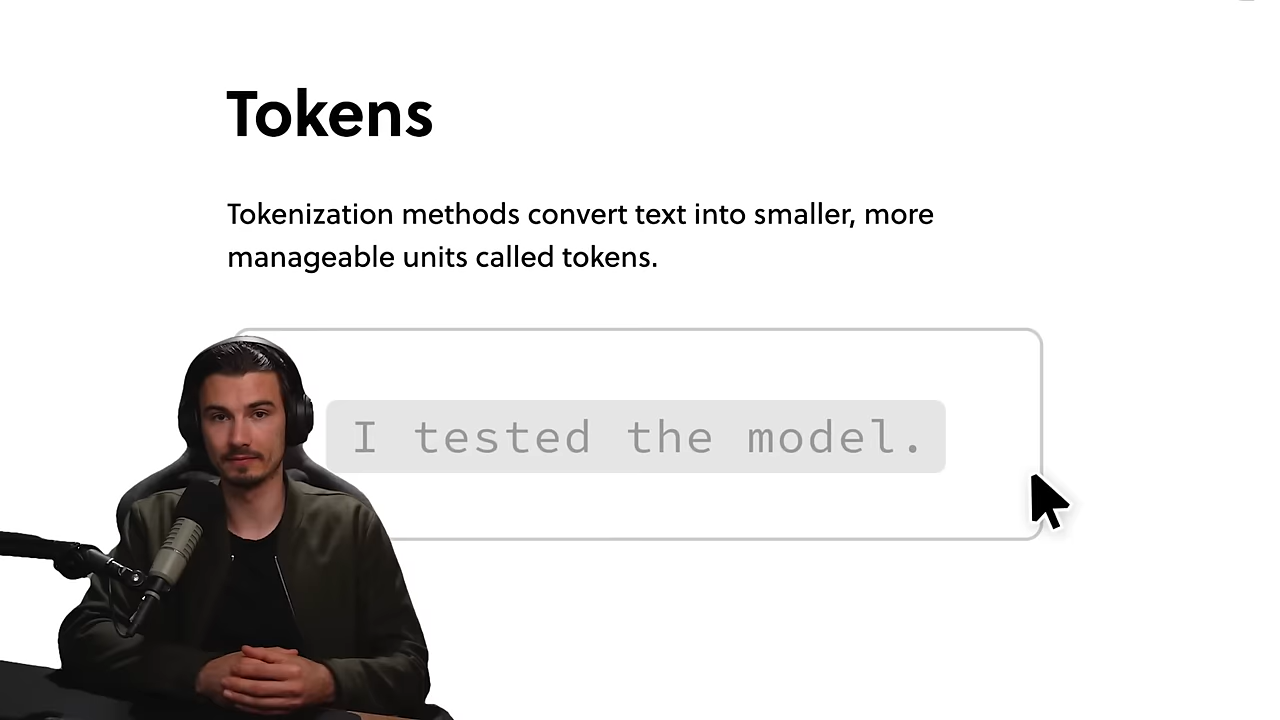 Tokens
Tokenization methods convert text into smaller, more
manageable units called tokens.
I tested the model.